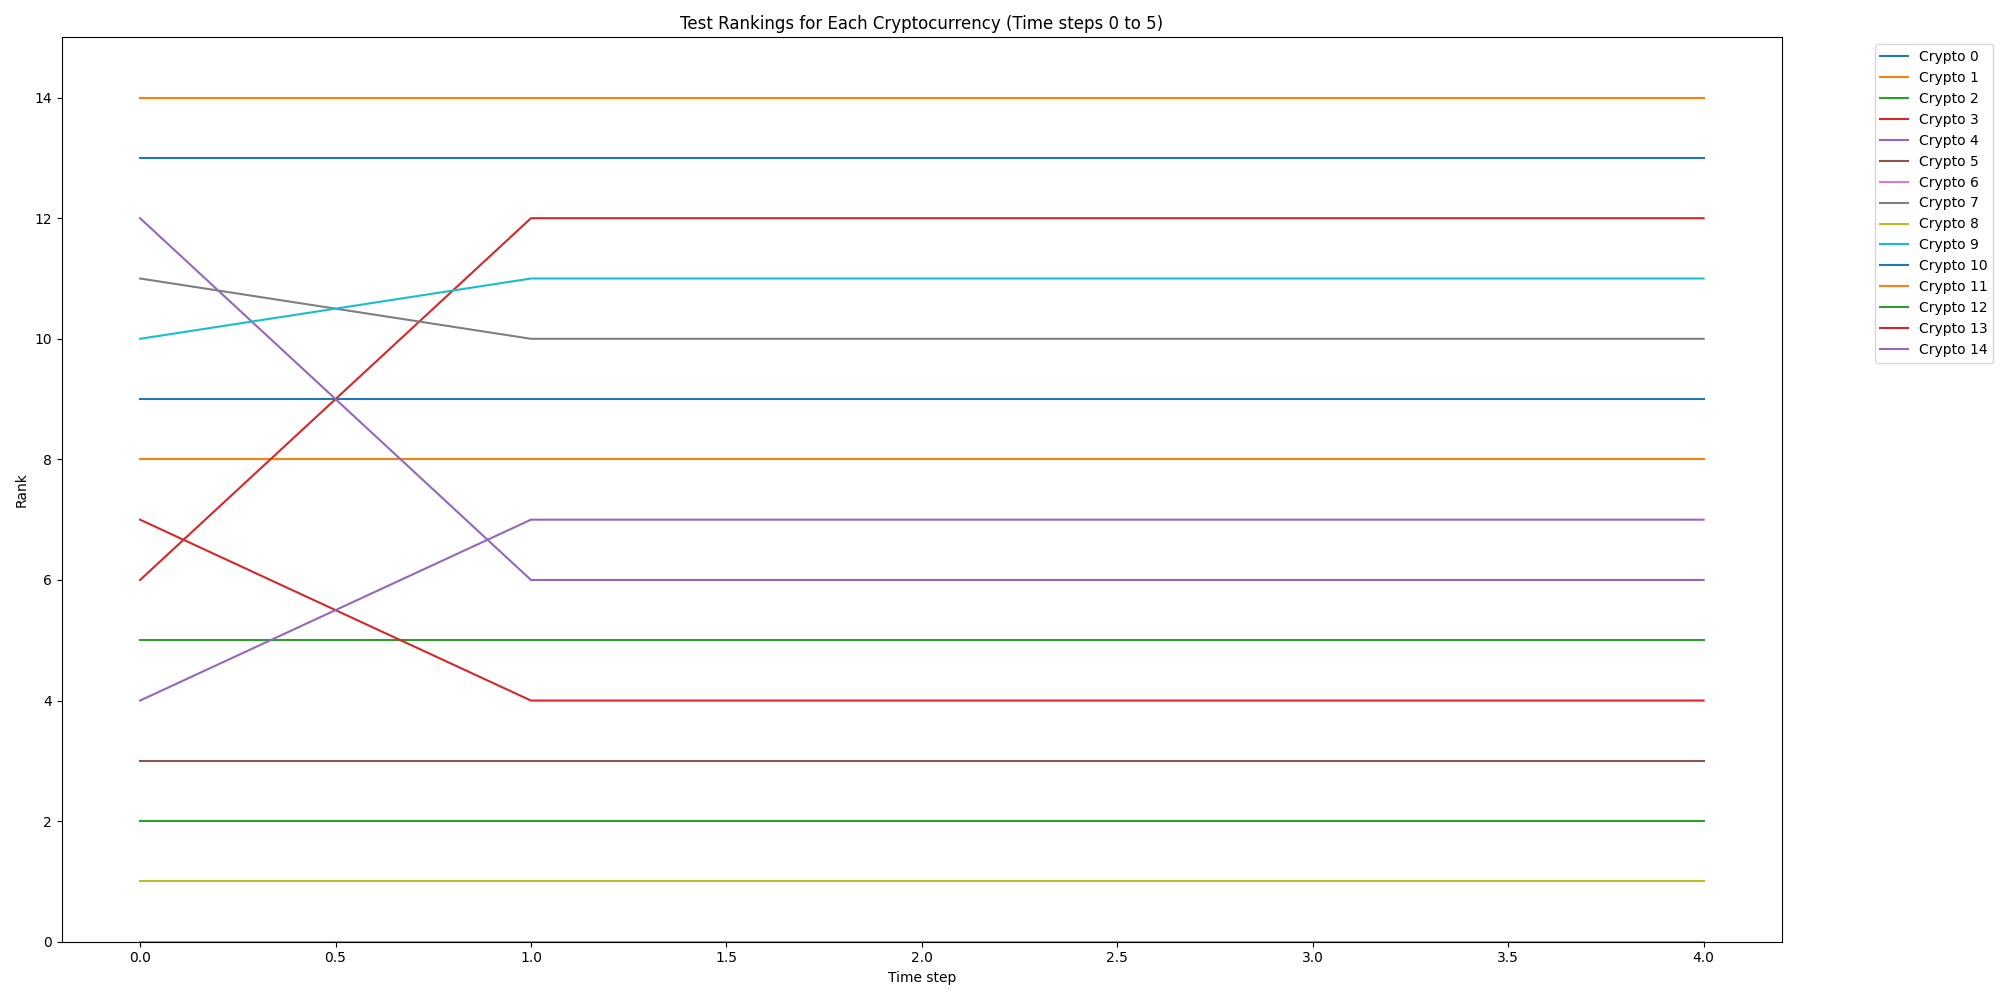 Test Rankings for Each Cryptocurrency (Time steps 0 to 5)
Rank
14
12
10
8
6
4
2
0
0.0 0.5 1.0 1.5 2.0 2.5 3.0 3.5 4.0
Time step
Crypto 0
Crypto 1
Crypto 2
Crypto 3
Crypto 4
Crypto 5
Crypto 6
Crypto 7
Crypto 8
Crypto 9
Crypto 10
Crypto 11
Crypto 12
Crypto 13
Crypto 14